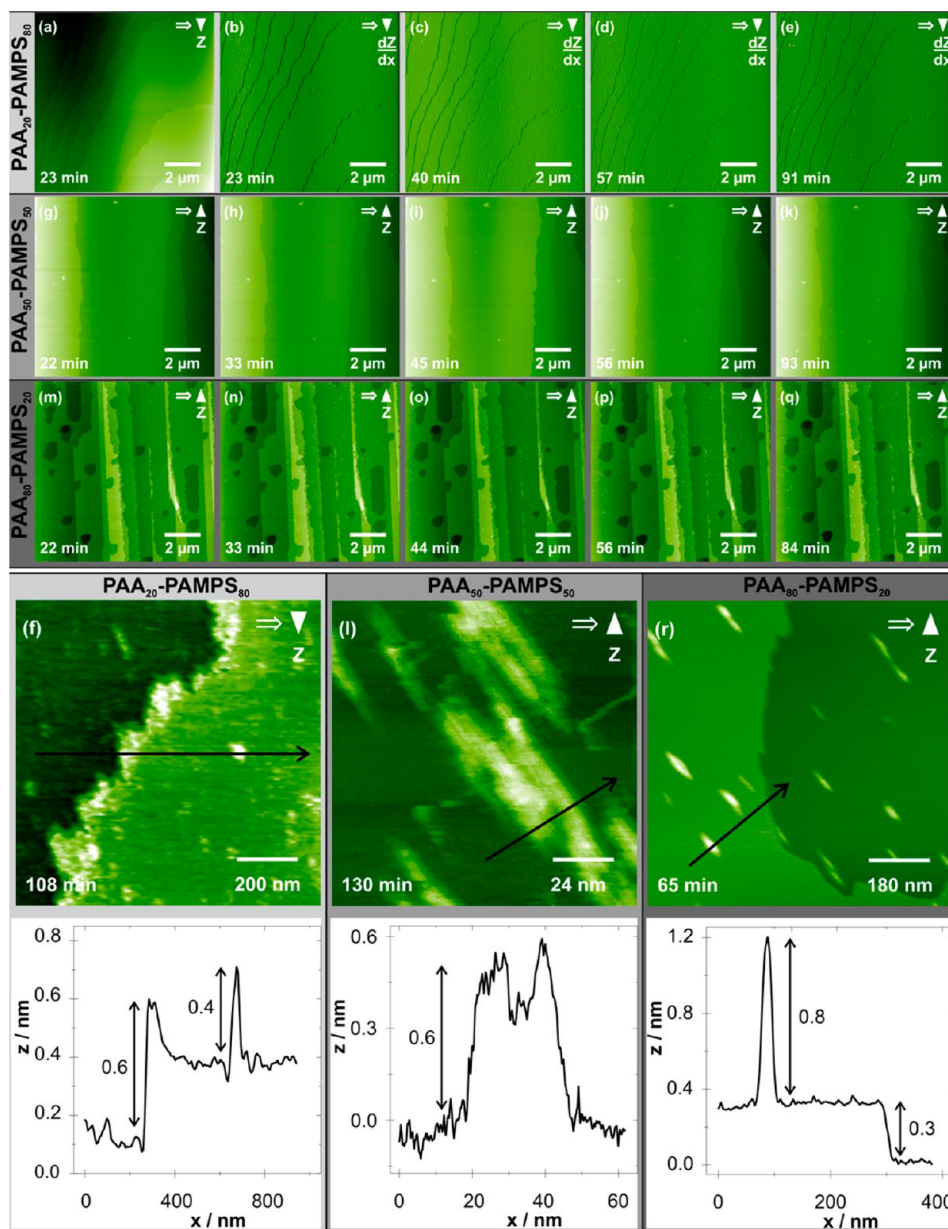 PAA₂₀-PAMPS₈₀
(a) ⇒ ▼ Z 23 min 2 µm
(b) ⇒ ▼ dZ/dx 23 min 2 µm
(c) ⇒ ▼ dZ/dx 40 min 2 µm
(d) ⇒ ▼ dZ/dx 57 min 2 µm
(e) ⇒ ▼ dZ/dx 91 min 2 µm
PAA₅₀-PAMPS₅₀
(g) ⇒ ▲ Z 22 min 2 µm
(h) ⇒ ▲ Z 33 min 2 µm
(i) ⇒ ▲ Z 45 min 2 µm
(j) ⇒ ▲ Z 56 min 2 µm
(k) ⇒ ▲ Z 93 min 2 µm
PAA₈₀-PAMPS₂₀
(m) ⇒ ▲ Z 22 min 2 µm
(n) ⇒ ▲ Z 33 min 2 µm
(o) ⇒ ▲ Z 44 min 2 µm
(p) ⇒ ▲ Z 56 min 2 µm
(q) ⇒ ▲ Z 84 min 2 µm
PAA₂₀-PAMPS₈₀
(f) ⇒ ▼
Z
108 min 200 nm
0.8
0.6
0.4
0.2
0.0
z / nm
0.6
0.4
0 400 800
x / nm
PAA₅₀-PAMPS₅₀
(l) ⇒ ▲
Z
130 min 24 nm
0.6
0.3
0.0
z / nm
0.6
0 20 40 60
x / nm
PAA₈₀-PAMPS₂₀
(r) ⇒ ▲
Z
65 min 180 nm
1.2
0.8
0.4
0.0
z / nm
0.8
0.3
0 200 400
x / nm